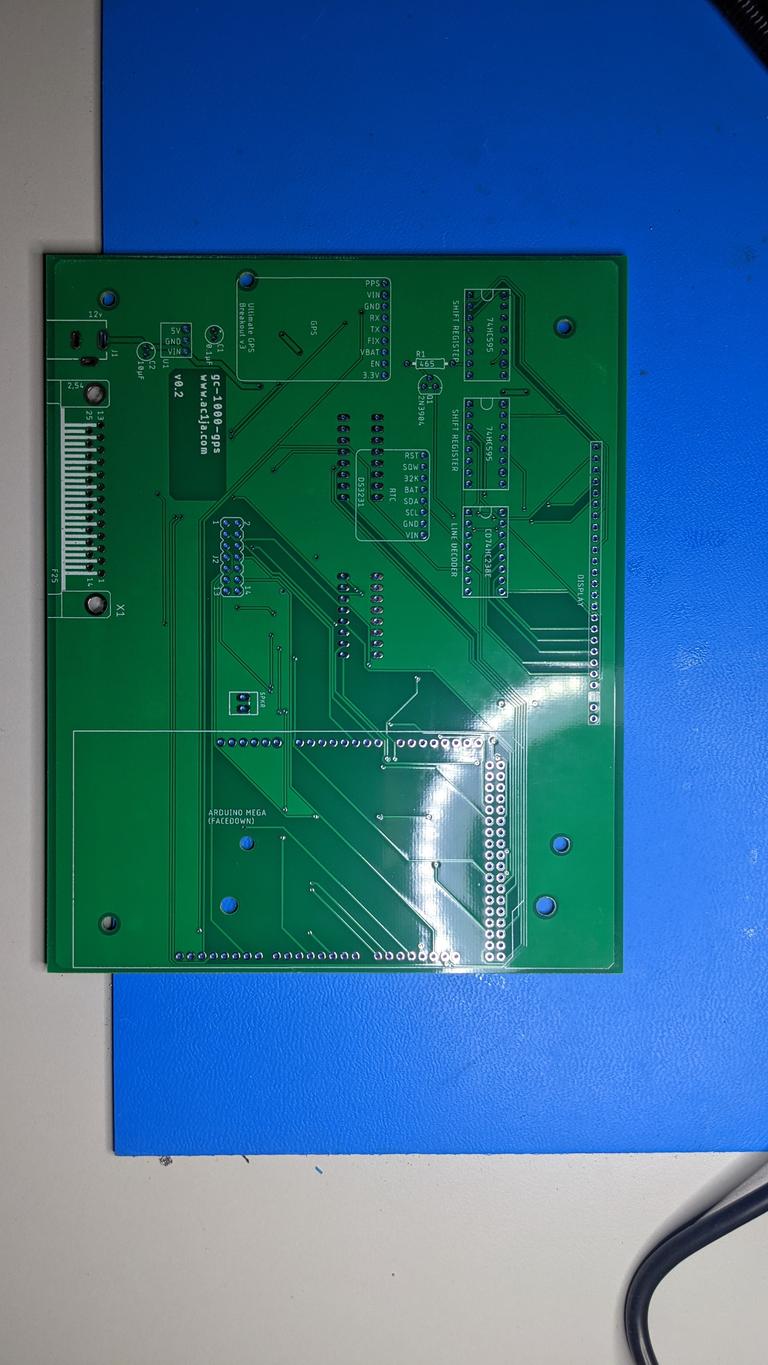 12v
J1
C2
10µF
5V
GND
VIN
U1
C1
0.1µF
Ultimate GPS
Breakout v3
GPS
PPS
VIN
GND
RX
TX
FIX
VBAT
EN
3.3V
R1
465
Q1
2N3904
SHIFT REGISTER
74HC595
SHIFT REGISTER
74HC595
LINE DECODER
CD74HC238E
gc-1000-gps
www.ac1ja.com
v0.2
2,54
25
13
14
1
F25
X1
RST
SQW
32K
BAT
SDA
SCL
GND
VIN
RTC
DS3231
1
2
J2
13
14
DISPLAY
SPKR
ARDUINO MEGA
(FACEDOWN)